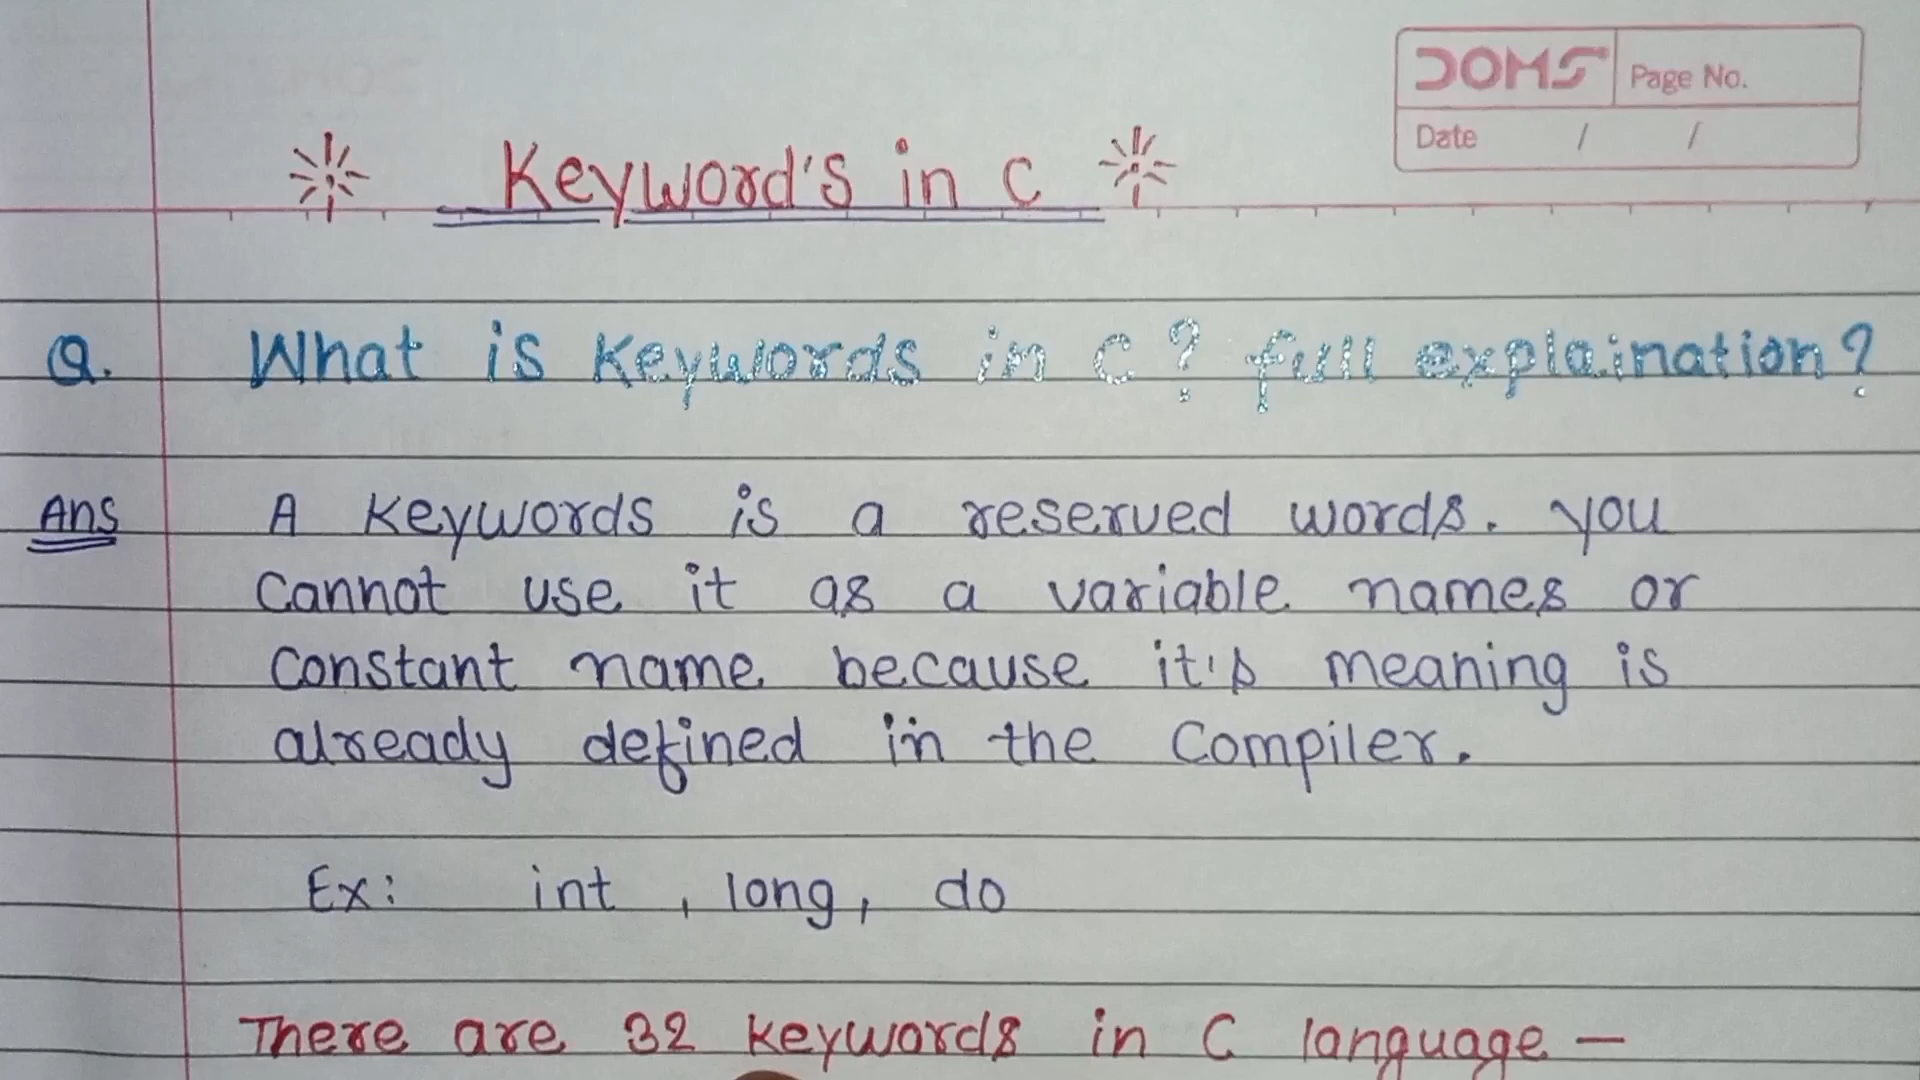 DOMS Page No.
Date / /
Keyword's in C
Q. What is Keywords in C ? full explaination ?
Ans A Keywords is a reserved words. You
Cannot use it as a variable names or
Constant name because it's meaning is
already defined in the Compiler.
Ex: int , long, do
There are 32 keywords in C language —